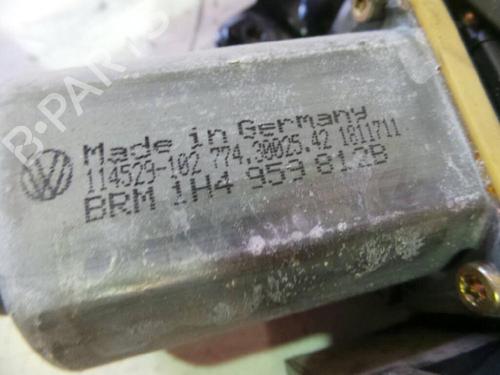 B-PARTS
Made in Germany
114529-102 774.30025.42 1811711
BRM 1H4 959 812B